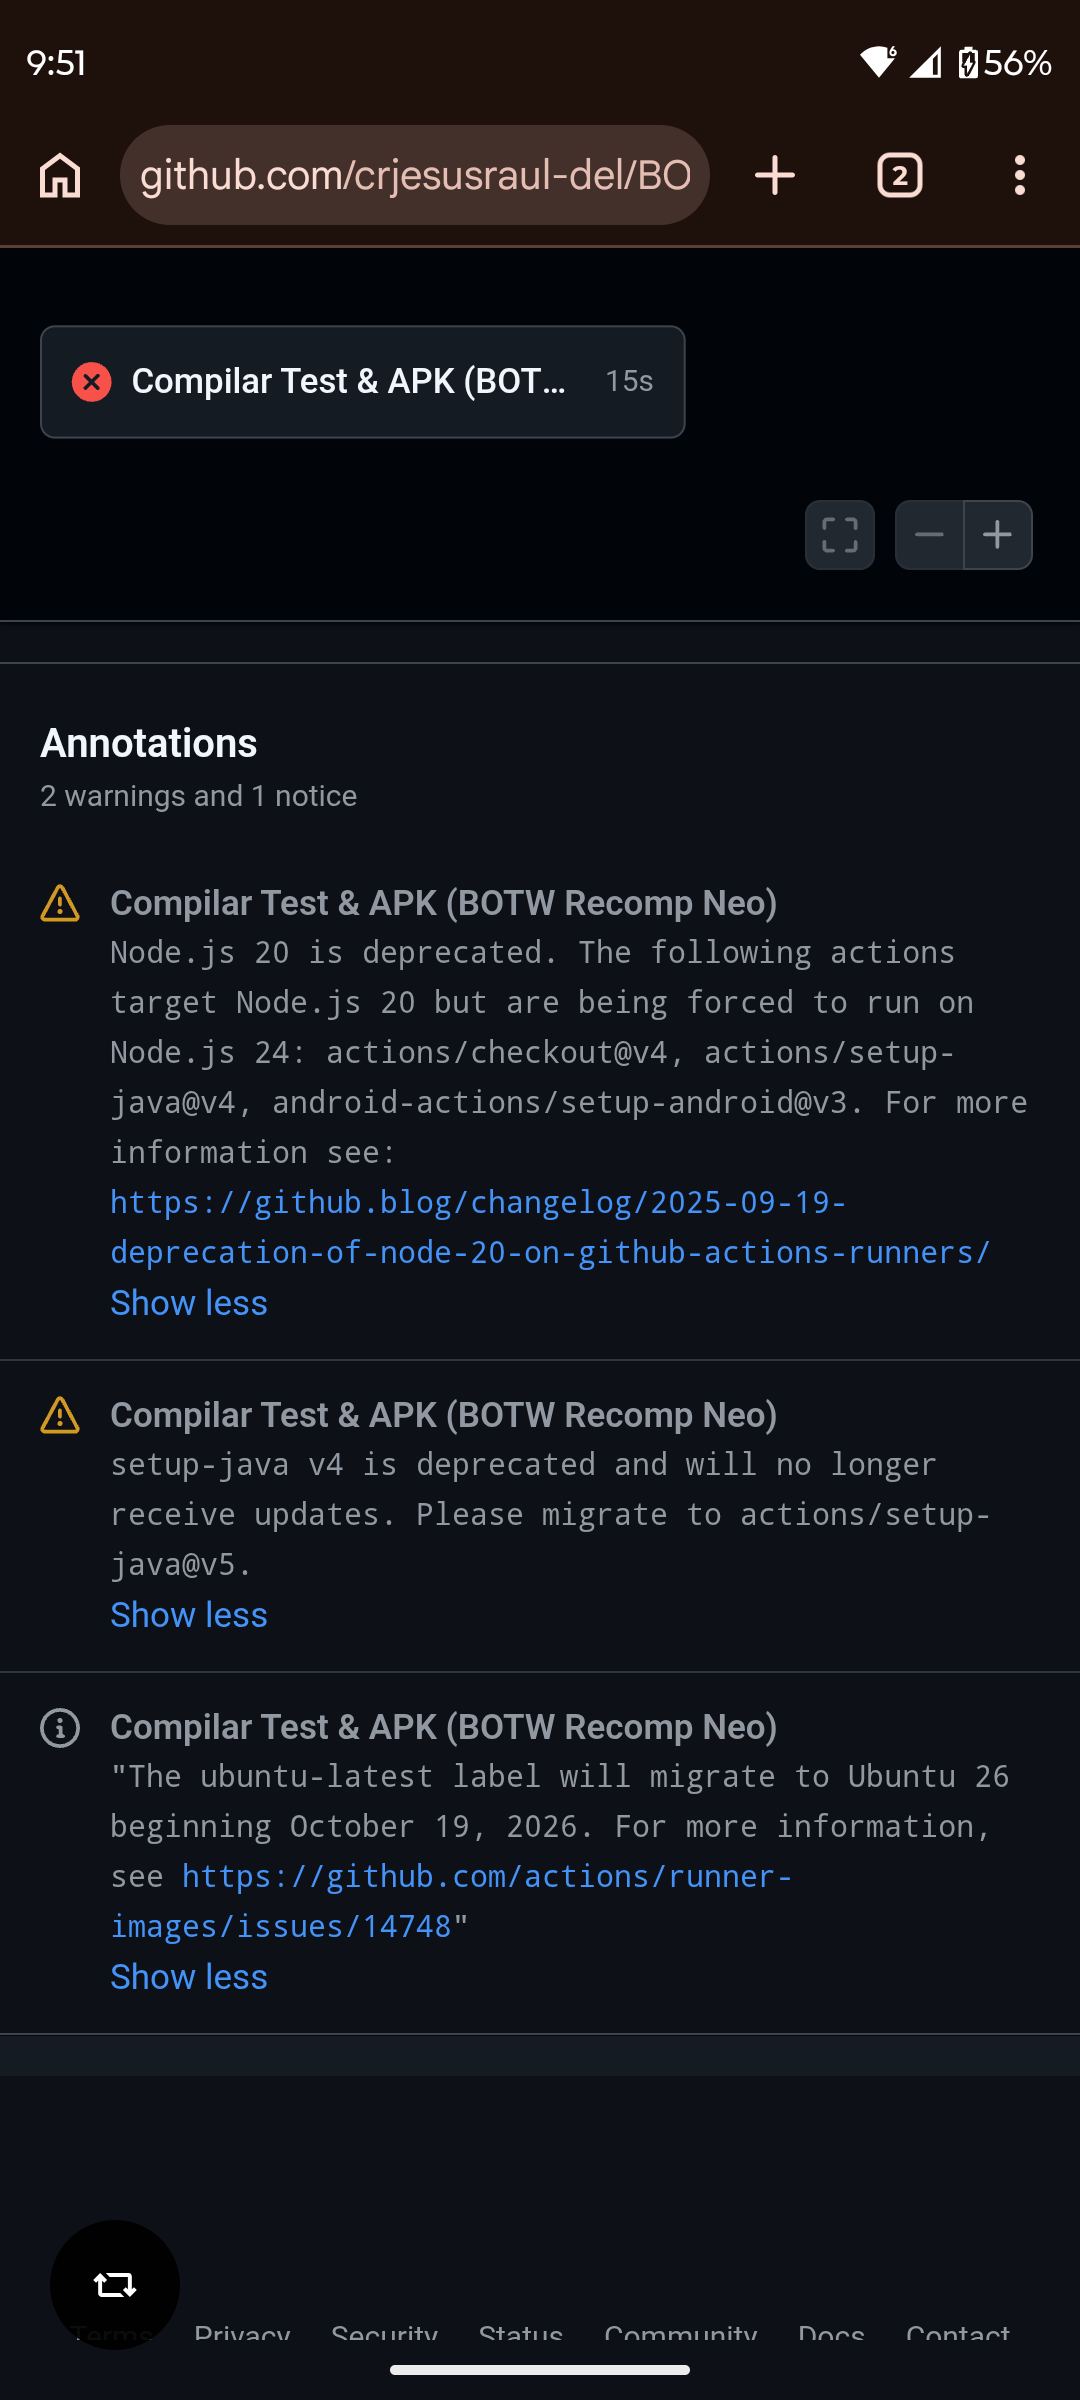 9:51
6
56%
github.com/crjesusraul-del/BO
2
Compilar Test & APK (BOT... 15s
Annotations
2 warnings and 1 notice
Compilar Test & APK (BOTW Recomp Neo)
Node.js 20 is deprecated. The following actions
target Node.js 20 but are being forced to run on
Node.js 24: actions/checkout@v4, actions/setup-
java@v4, android-actions/setup-android@v3. For more
information see:
https://github.blog/changelog/2025-09-19-
deprecation-of-node-20-on-github-actions-runners/
Show less
Compilar Test & APK (BOTW Recomp Neo)
setup-java v4 is deprecated and will no longer
receive updates. Please migrate to actions/setup-
java@v5.
Show less
Compilar Test & APK (BOTW Recomp Neo)
"The ubuntu-latest label will migrate to Ubuntu 26
beginning October 19, 2026. For more information,
see https://github.com/actions/runner-
images/issues/14748"
Show less
Terms Privacy Security Status Community Docs Contact